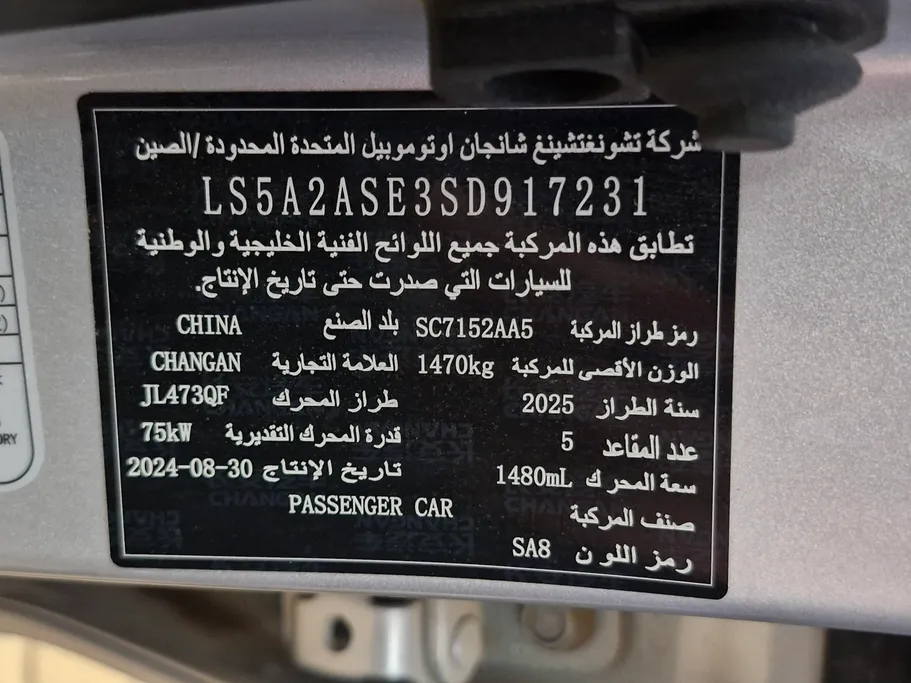 شركة تشونغتشينغ شانجان اوتوموبيل المتحدة المحدودة /الصين
LS5A2ASE3SD917231
تطابق هذه المركبة جميع اللوائح الفنية الخليجية والوطنية
للسيارات التي صدرت حتى تاريخ الإنتاج.
رمز طراز المركبة SC7152AA5 بلد الصنع CHINA
الوزن الأقصى للمركبة 1470kg العلامة التجارية CHANGAN
سنة الطراز 2025 طراز المحرك JL473QF
عدد المقاعد 5 قدرة المحرك التقديرية 75kW
سعة المحرك 1480mL تاريخ الإنتاج 2024-08-30
صنف المركبة PASSENGER CAR
رمز اللون SA8